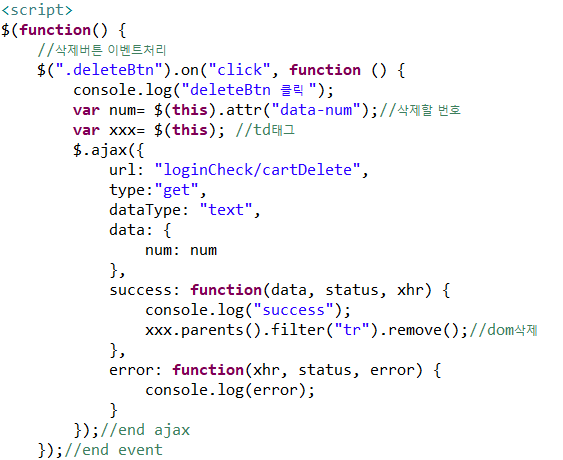 <script>
$(function() {
    //삭제버튼 이벤트처리
    $(".deleteBtn").on("click", function () {
        console.log("deleteBtn 클릭 ");
        var num= $(this).attr("data-num");//삭제할 번호
        var xxx= $(this); //td태그
        $.ajax({
            url: "loginCheck/cartDelete",
            type:"get",
            dataType: "text",
            data: {
                num: num
            },
            success: function(data, status, xhr) {
                console.log("success");
                xxx.parents().filter("tr").remove();//dom삭제
            },
            error: function(xhr, status, error) {
                console.log(error);
            }
        });//end ajax
    });//end event